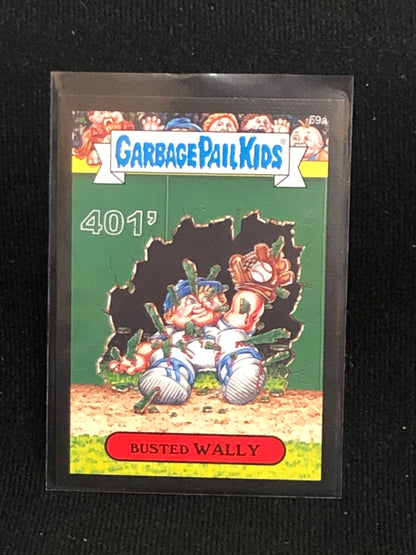 59a
GARBAGE PAIL KIDS®
401'
BUSTED WALLY